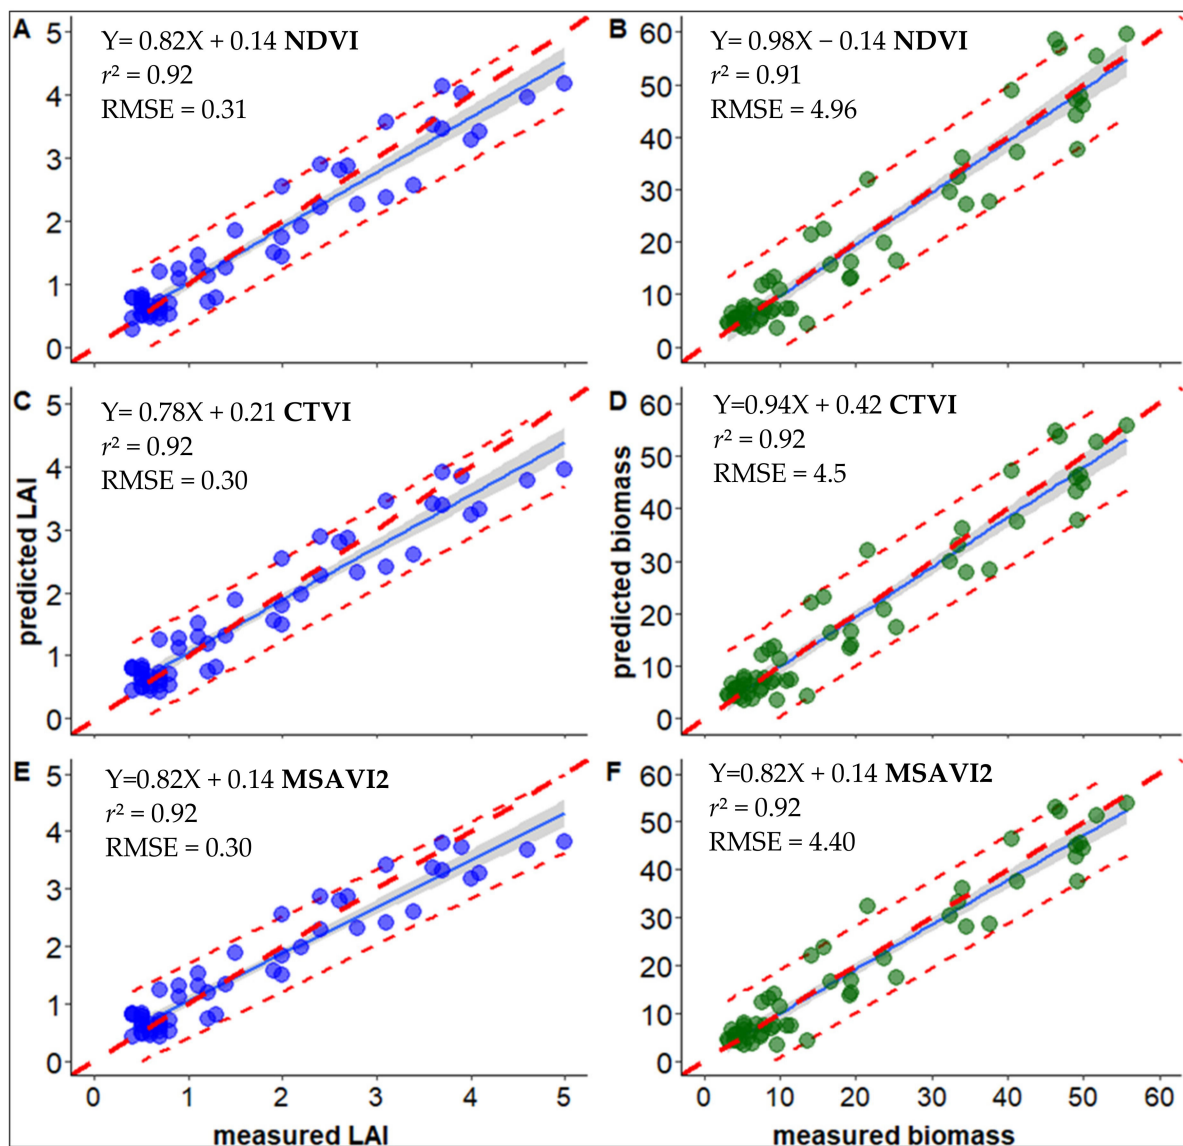 A
Y= 0.82X + 0.14 NDVI
r² = 0.92
RMSE = 0.31
5
4
3
2
1
0
B
Y= 0.98X − 0.14 NDVI
r² = 0.91
RMSE = 4.96
60
50
40
30
20
10
0
C
Y= 0.78X + 0.21 CTVI
r² = 0.92
RMSE = 0.30
5
4
3
2
1
0
predicted LAI
D
Y=0.94X + 0.42 CTVI
r² = 0.92
RMSE = 4.5
60
50
40
30
20
10
0
predicted biomass
E
Y=0.82X + 0.14 MSAVI2
r² = 0.92
RMSE = 0.30
5
4
3
2
1
0
0 1 2 3 4 5
measured LAI
F
Y=0.82X + 0.14 MSAVI2
r² = 0.92
RMSE = 4.40
60
50
40
30
20
10
0
0 10 20 30 40 50 60
measured biomass